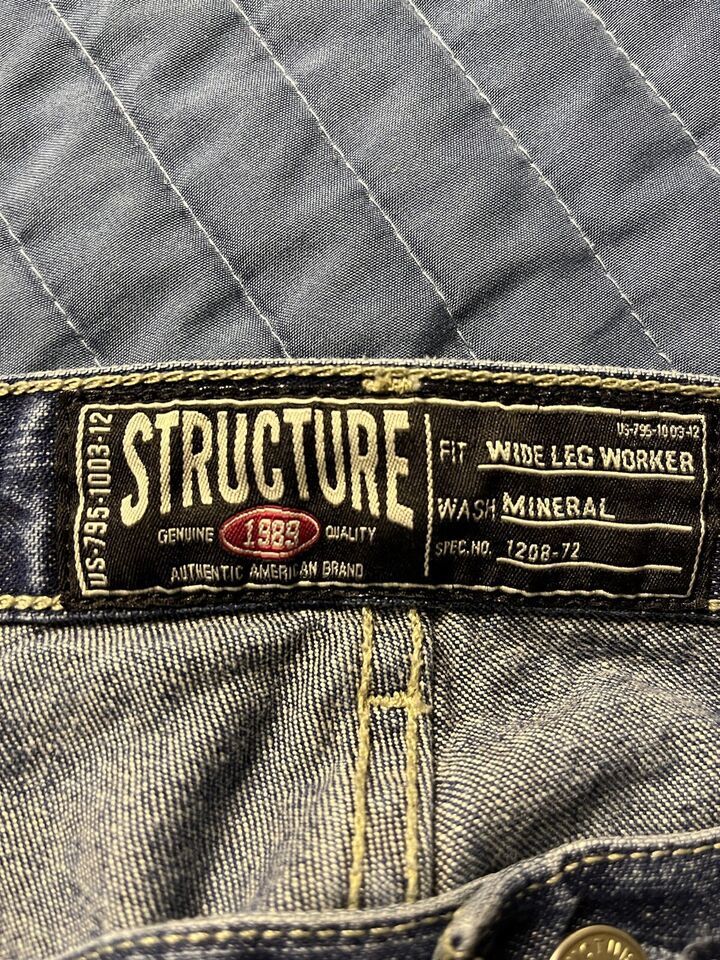 US-795-1003-12
STRUCTURE
GENUINE 1989 QUALITY
AUTHENTIC AMERICAN BRAND
US-795-1003-12
FIT WIDE LEG WORKER
WASH MINERAL
SPEC.NO. 1208-72